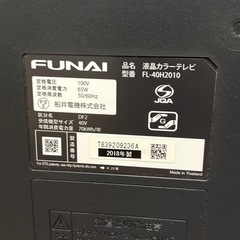 FUNAI
液晶カラーテレビ
品番 FL-40H2010
定格電圧 100V
定格消費電力 65W
定格周波数 50/60Hz
船井電機株式会社
JQA
区分名 DF2
受信機型サイズ 40V
年間消費電力量 70kWh/年
T839209236A
2018年製
Made in Thailand